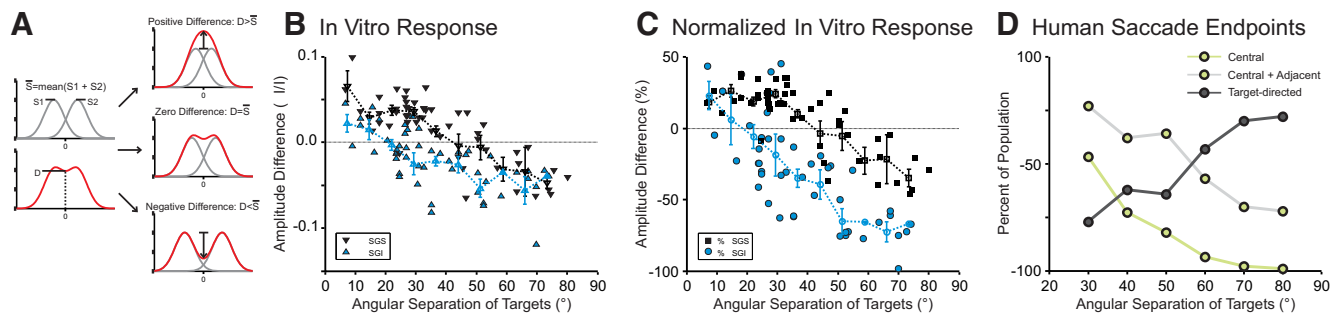 A
S̅=mean(S1 + S2)
S1
S2
0
D
0
Positive Difference: D>S̅
0
Zero Difference: D=S̅
0
Negative Difference: D<S̅
0
B In Vitro Response
Amplitude Difference ( I/I)
0.1
0.0
-0.1
SGS
SGI
0 10 20 30 40 50 60 70 80 90
Angular Separation of Targets (°)
C Normalized In Vitro Response
Amplitude Difference (%)
50
0
-50
-100
% SGS
% SGI
0 10 20 30 40 50 60 70 80 90
Angular Separation of Targets (°)
D Human Saccade Endpoints
Central
Central + Adjacent
Target-directed
Percent of Population
100
-50
-100
20 30 40 50 60 70 80 90
Angular Separation of Targets (°)